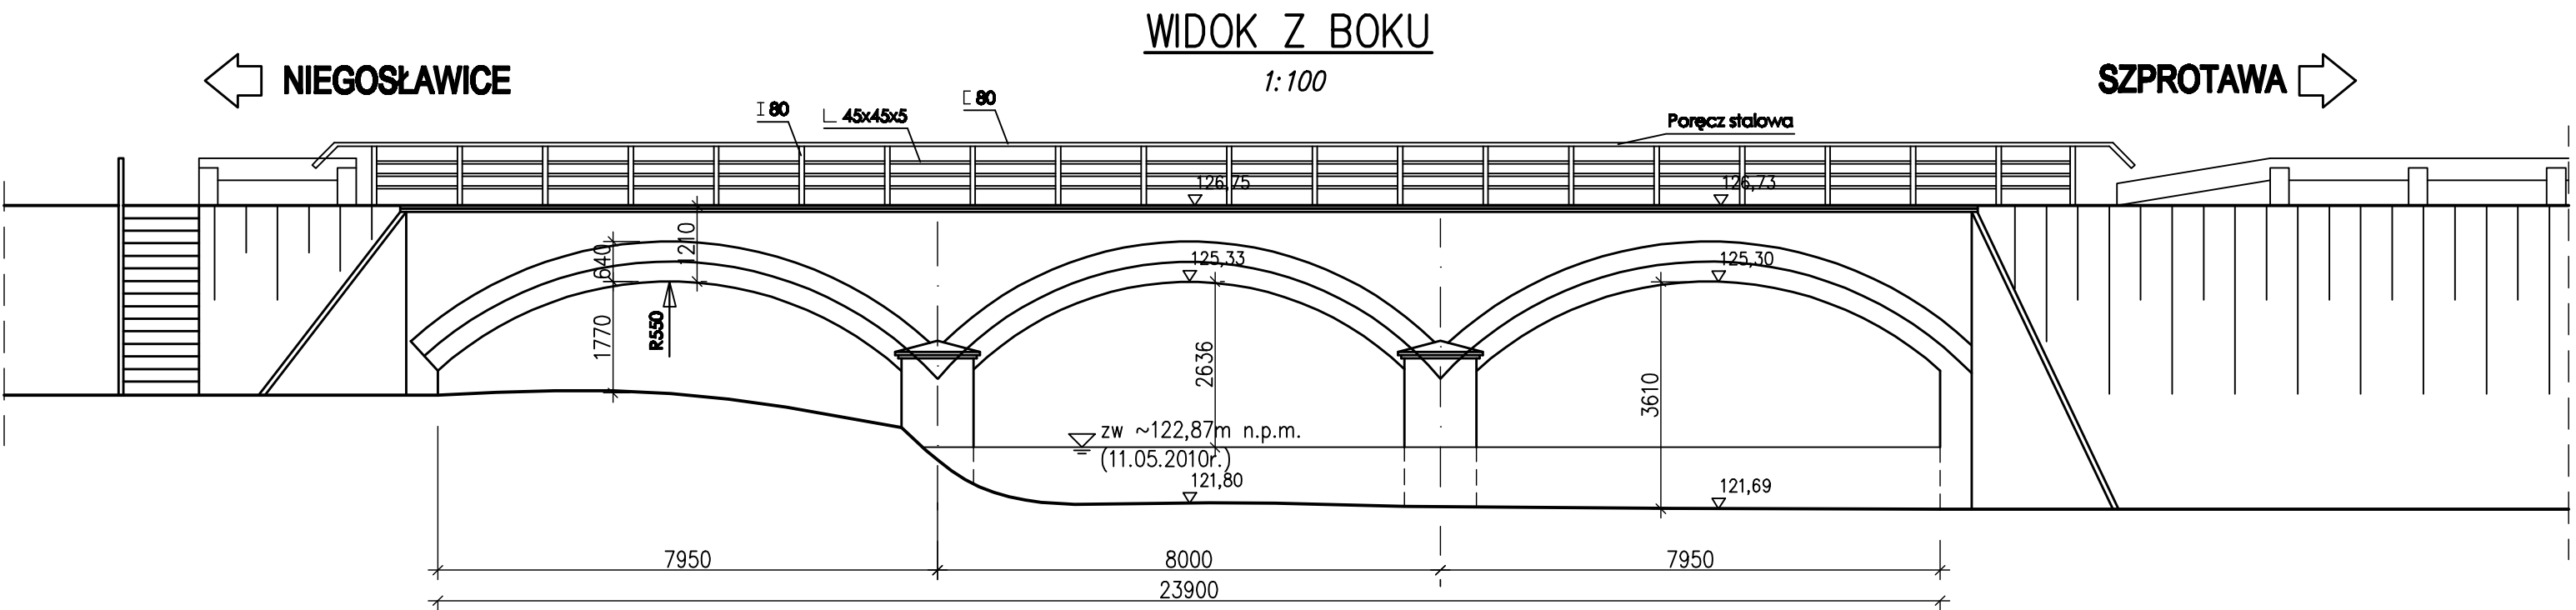 WIDOK Z BOKU
1:100
NIEGOSŁAWICE
SZPROTAWA
I 80
L 45x45x5
[ 80
Poręcz stalowa
126,75
126,73
640
1210
125,33
125,30
1770
R550
2636
3610
zw ~122,87m n.p.m.
(11.05.2010r.)
121,80
121,69
7950
8000
7950
23900